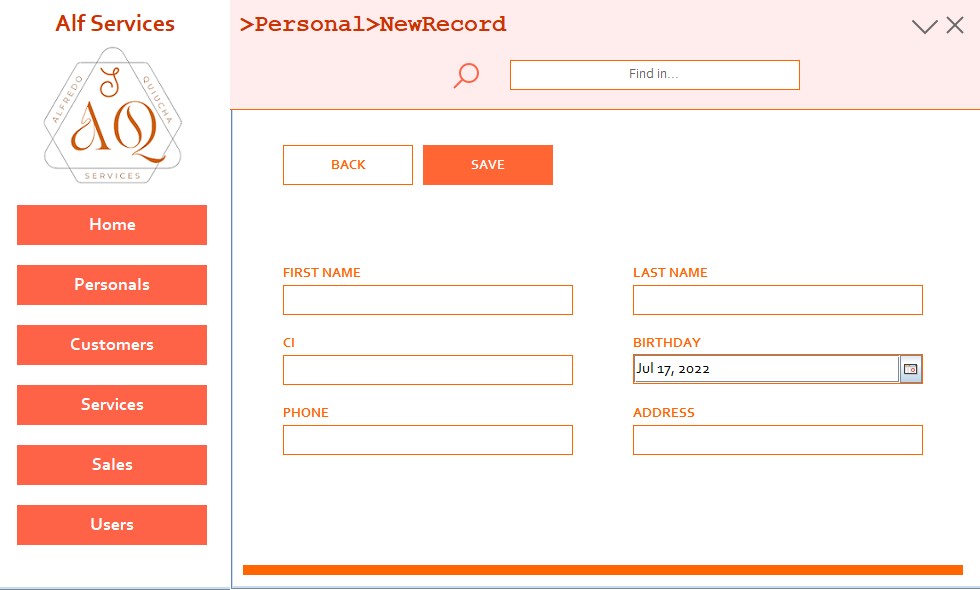 Alf Services
ALFREDO QUIUCHA
AQ
SERVICES
Home
Personals
Customers
Services
Sales
Users
>Personal>NewRecord
Find in...
BACK
SAVE
FIRST NAME
LAST NAME
CI
BIRTHDAY
Jul 17, 2022
PHONE
ADDRESS